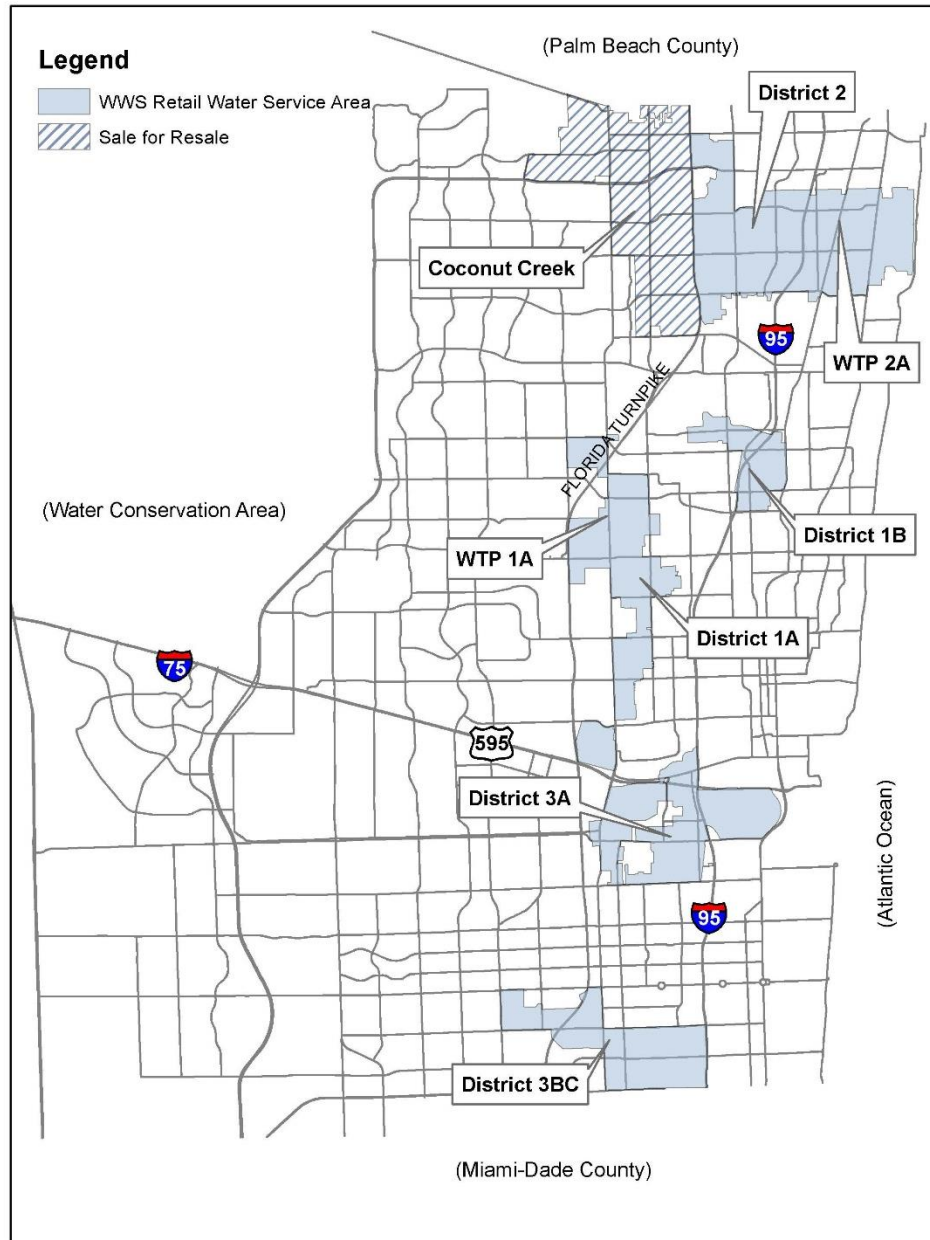 (Palm Beach County)
Legend
WWS Retail Water Service Area
Sale for Resale
District 2
Coconut Creek
95
WTP 2A
FLORIDA TURNPIKE
(Water Conservation Area)
WTP 1A
District 1B
District 1A
75
595
District 3A
(Atlantic Ocean)
95
District 3BC
(Miami-Dade County)